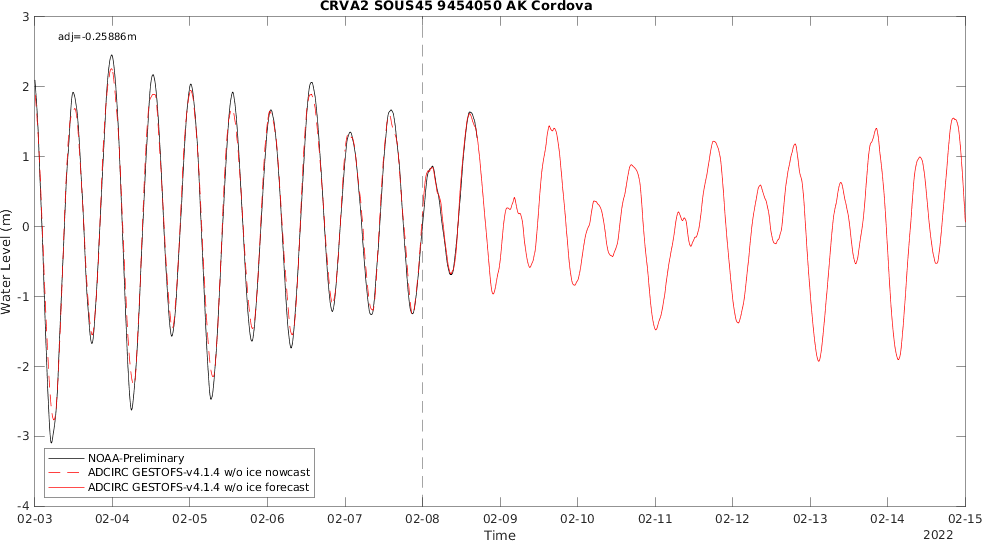 CRVA2 SOUS45 9454050 AK Cordova
adj=-0.25886m
3
2
1
0
-1
-2
-3
-4
Water Level (m)
NOAA-Preliminary
ADCIRC GESTOFS-v4.1.4 w/o ice nowcast
ADCIRC GESTOFS-v4.1.4 w/o ice forecast
02-03 02-04 02-05 02-06 02-07 02-08 02-09 02-10 02-11 02-12 02-13 02-14 02-15
Time
2022